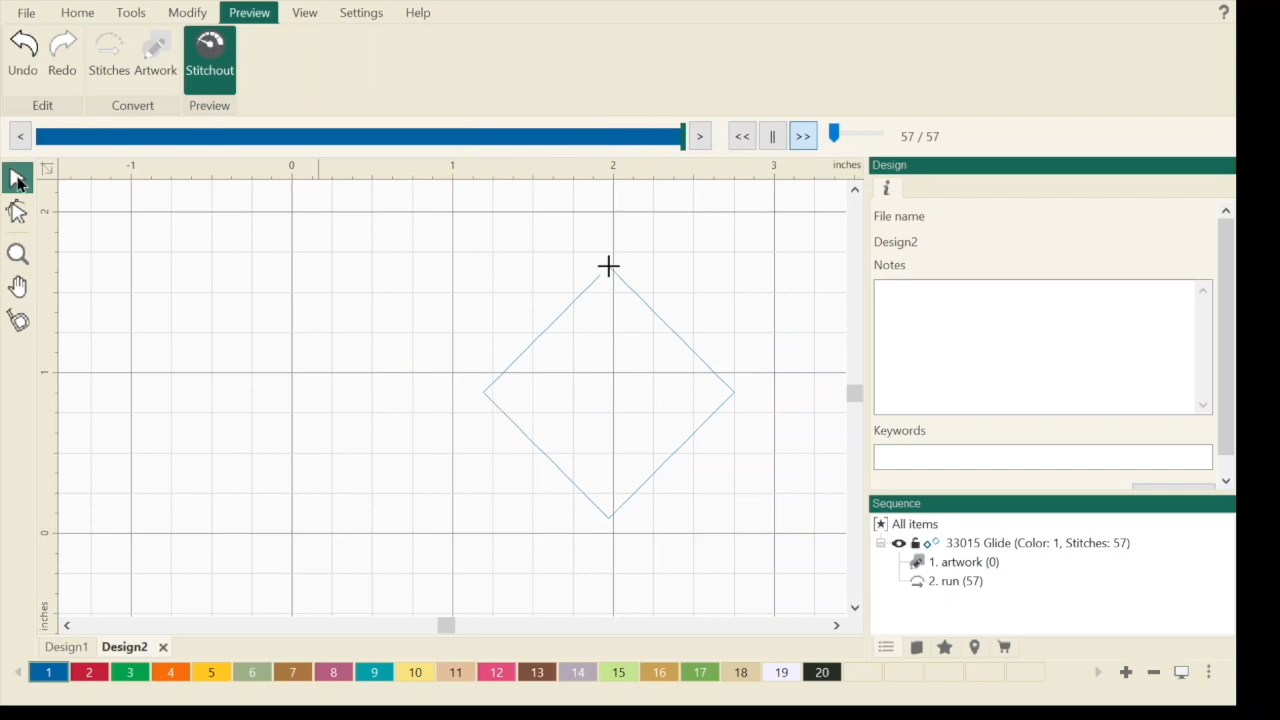 File Home Tools Modify Preview View Settings Help ?
Undo Redo Stitches Artwork Stitchout
Edit Convert Preview
< > << || >> 57 / 57
-1 0 1 2 3 inches
Design
2
File name
Design2
Notes
1
Keywords
Sequence
All items
0
33015 Glide (Color: 1, Stitches: 57)
1. artwork (0)
2. run (57)
inches
Design1 Design2
1 2 3 4 5 6 7 8 9 10 11 12 13 14 15 16 17 18 19 20